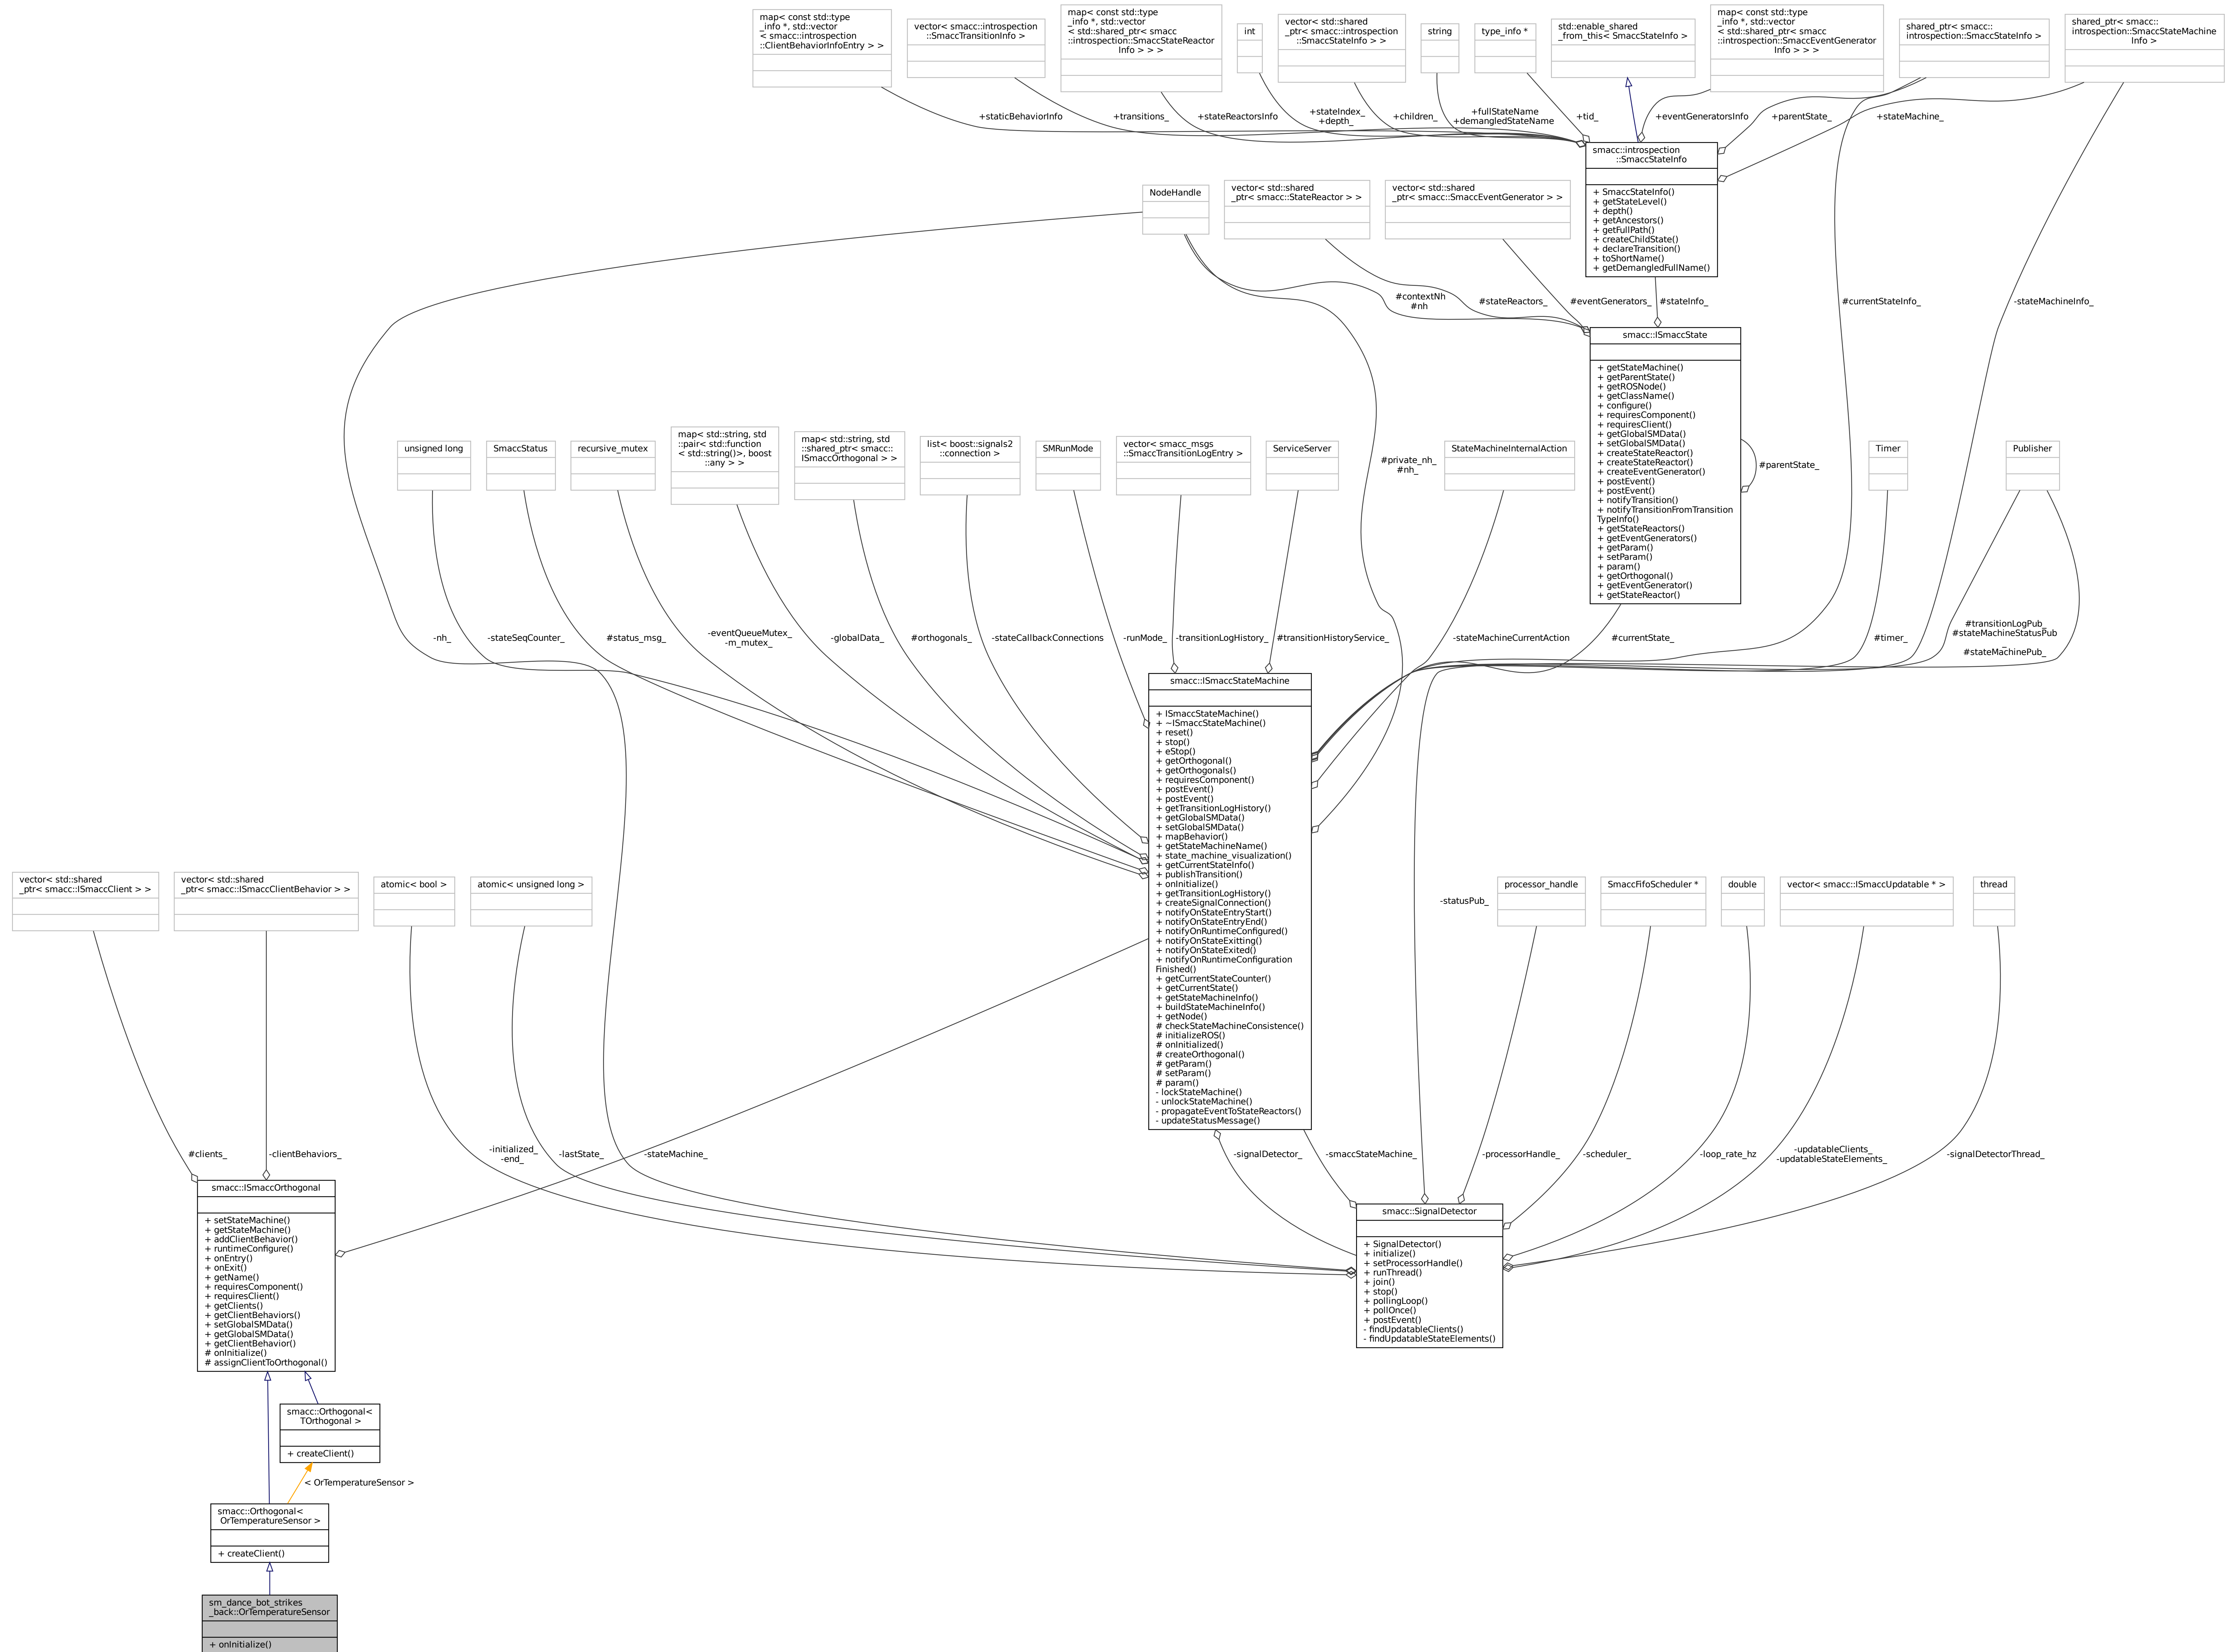 map< const std::type
_info *, std::vector
< smacc::introspection
::ClientBehaviorInfoEntry > >
vector< smacc::introspection
::SmaccTransitionInfo >
map< const std::type
_info *, std::vector
< std::shared_ptr< smacc
::introspection::SmaccStateReactor
Info > > >
int
vector< std::shared
_ptr< smacc::introspection
::SmaccStateInfo > >
string
type_info *
std::enable_shared
_from_this< SmaccStateInfo >
map< const std::type
_info *, std::vector
< std::shared_ptr< smacc
::introspection::SmaccEventGenerator
Info > > >
shared_ptr< smacc::
introspection::SmaccStateInfo >
shared_ptr< smacc::
introspection::SmaccStateMachine
Info >
+staticBehaviorInfo
+transitions_
+stateReactorsInfo
+stateIndex_
+depth_
+children_
+fullStateName
+demangledStateName
+tid_
+eventGeneratorsInfo
+parentState_
+stateMachine_
smacc::introspection
::SmaccStateInfo
+ SmaccStateInfo()
+ getStateLevel()
+ depth()
+ getAncestors()
+ getFullPath()
+ createChildState()
+ declareTransition()
+ toShortName()
+ getDemangledFullName()
NodeHandle
vector< std::shared
_ptr< smacc::StateReactor > >
vector< std::shared
_ptr< smacc::SmaccEventGenerator > >
#contextNh
#nh
#stateReactors_
#eventGenerators_
#stateInfo_
#currentStateInfo_
-stateMachineInfo_
smacc::ISmaccState
+ getStateMachine()
+ getParentState()
+ getROSNode()
+ getClassName()
+ configure()
+ requiresComponent()
+ requiresClient()
+ getGlobalSMData()
+ setGlobalSMData()
+ createStateReactor()
+ createStateReactor()
+ createEventGenerator()
+ postEvent()
+ postEvent()
+ notifyTransition()
+ notifyTransitionFromTransition
TypeInfo()
+ getStateReactors()
+ getEventGenerators()
+ getParam()
+ setParam()
+ param()
+ getOrthogonal()
+ getEventGenerator()
+ getStateReactor()
#parentState_
unsigned long
SmaccStatus
recursive_mutex
map< std::string, std
::pair< std::function
< std::string()>, boost
::any > >
map< std::string, std
::shared_ptr< smacc::
ISmaccOrthogonal > >
list< boost::signals2
::connection >
SMRunMode
vector< smacc_msgs
::SmaccTransitionLogEntry >
ServiceServer
#private_nh_
#nh_
StateMachineInternalAction
Timer
Publisher
-nh_
-stateSeqCounter_
#status_msg_
-eventQueueMutex_
-m_mutex_
-globalData_
#orthogonals_
-stateCallbackConnections
-runMode_
-transitionLogHistory_
#transitionHistoryService_
-stateMachineCurrentAction
#currentState_
#timer_
#transitionLogPub_
#stateMachineStatusPub
_
#stateMachinePub_
smacc::ISmaccStateMachine
+ ISmaccStateMachine()
+ ~ISmaccStateMachine()
+ reset()
+ stop()
+ eStop()
+ getOrthogonal()
+ getOrthogonals()
+ requiresComponent()
+ postEvent()
+ postEvent()
+ getTransitionLogHistory()
+ getGlobalSMData()
+ setGlobalSMData()
+ mapBehavior()
+ getStateMachineName()
+ state_machine_visualization()
+ getCurrentStateInfo()
+ publishTransition()
+ onInitialize()
+ getTransitionLogHistory()
+ createSignalConnection()
+ notifyOnStateEntryStart()
+ notifyOnStateEntryEnd()
+ notifyOnRuntimeConfigured()
+ notifyOnStateExitting()
+ notifyOnStateExited()
+ notifyOnRuntimeConfiguration
Finished()
+ getCurrentStateCounter()
+ getCurrentState()
+ getStateMachineInfo()
+ buildStateMachineInfo()
+ getNode()
# checkStateMachineConsistence()
# initializeROS()
# onInitialized()
# createOrthogonal()
# getParam()
# setParam()
# param()
- lockStateMachine()
- unlockStateMachine()
- propagateEventToStateReactors()
- updateStatusMessage()
vector< std::shared
_ptr< smacc::ISmaccClient > >
vector< std::shared
_ptr< smacc::ISmaccClientBehavior > >
atomic< bool >
atomic< unsigned long >
-statusPub_
processor_handle
SmaccFifoScheduler *
double
vector< smacc::ISmaccUpdatable * >
thread
#clients_
-clientBehaviors_
-initialized_
-end_
-lastState_
-stateMachine_
-signalDetector_
-smaccStateMachine_
-processorHandle_
-scheduler_
-loop_rate_hz
-updatableClients_
-updatableStateElements_
-signalDetectorThread_
smacc::ISmaccOrthogonal
+ setStateMachine()
+ getStateMachine()
+ addClientBehavior()
+ runtimeConfigure()
+ onEntry()
+ onExit()
+ getName()
+ requiresComponent()
+ requiresClient()
+ getClients()
+ getClientBehaviors()
+ setGlobalSMData()
+ getGlobalSMData()
+ getClientBehavior()
# onInitialize()
# assignClientToOrthogonal()
smacc::SignalDetector
+ SignalDetector()
+ initialize()
+ setProcessorHandle()
+ runThread()
+ join()
+ stop()
+ pollingLoop()
+ pollOnce()
+ postEvent()
- findUpdatableClients()
- findUpdatableStateElements()
smacc::Orthogonal<
TOrthogonal >
+ createClient()
< OrTemperatureSensor >
smacc::Orthogonal<
OrTemperatureSensor >
+ createClient()
sm_dance_bot_strikes
_back::OrTemperatureSensor
+ onInitialize()